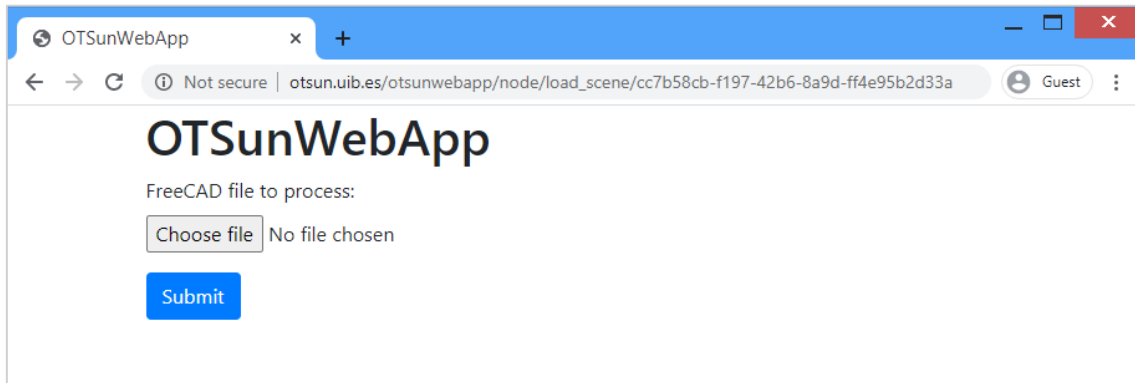 OTSunWebApp
Not secure | otsun.uib.es/otsunwebapp/node/load_scene/cc7b58cb-f197-42b6-8a9d-ff4e95b2d33a Guest
OTSunWebApp
FreeCAD file to process:
Choose file No file chosen
Submit